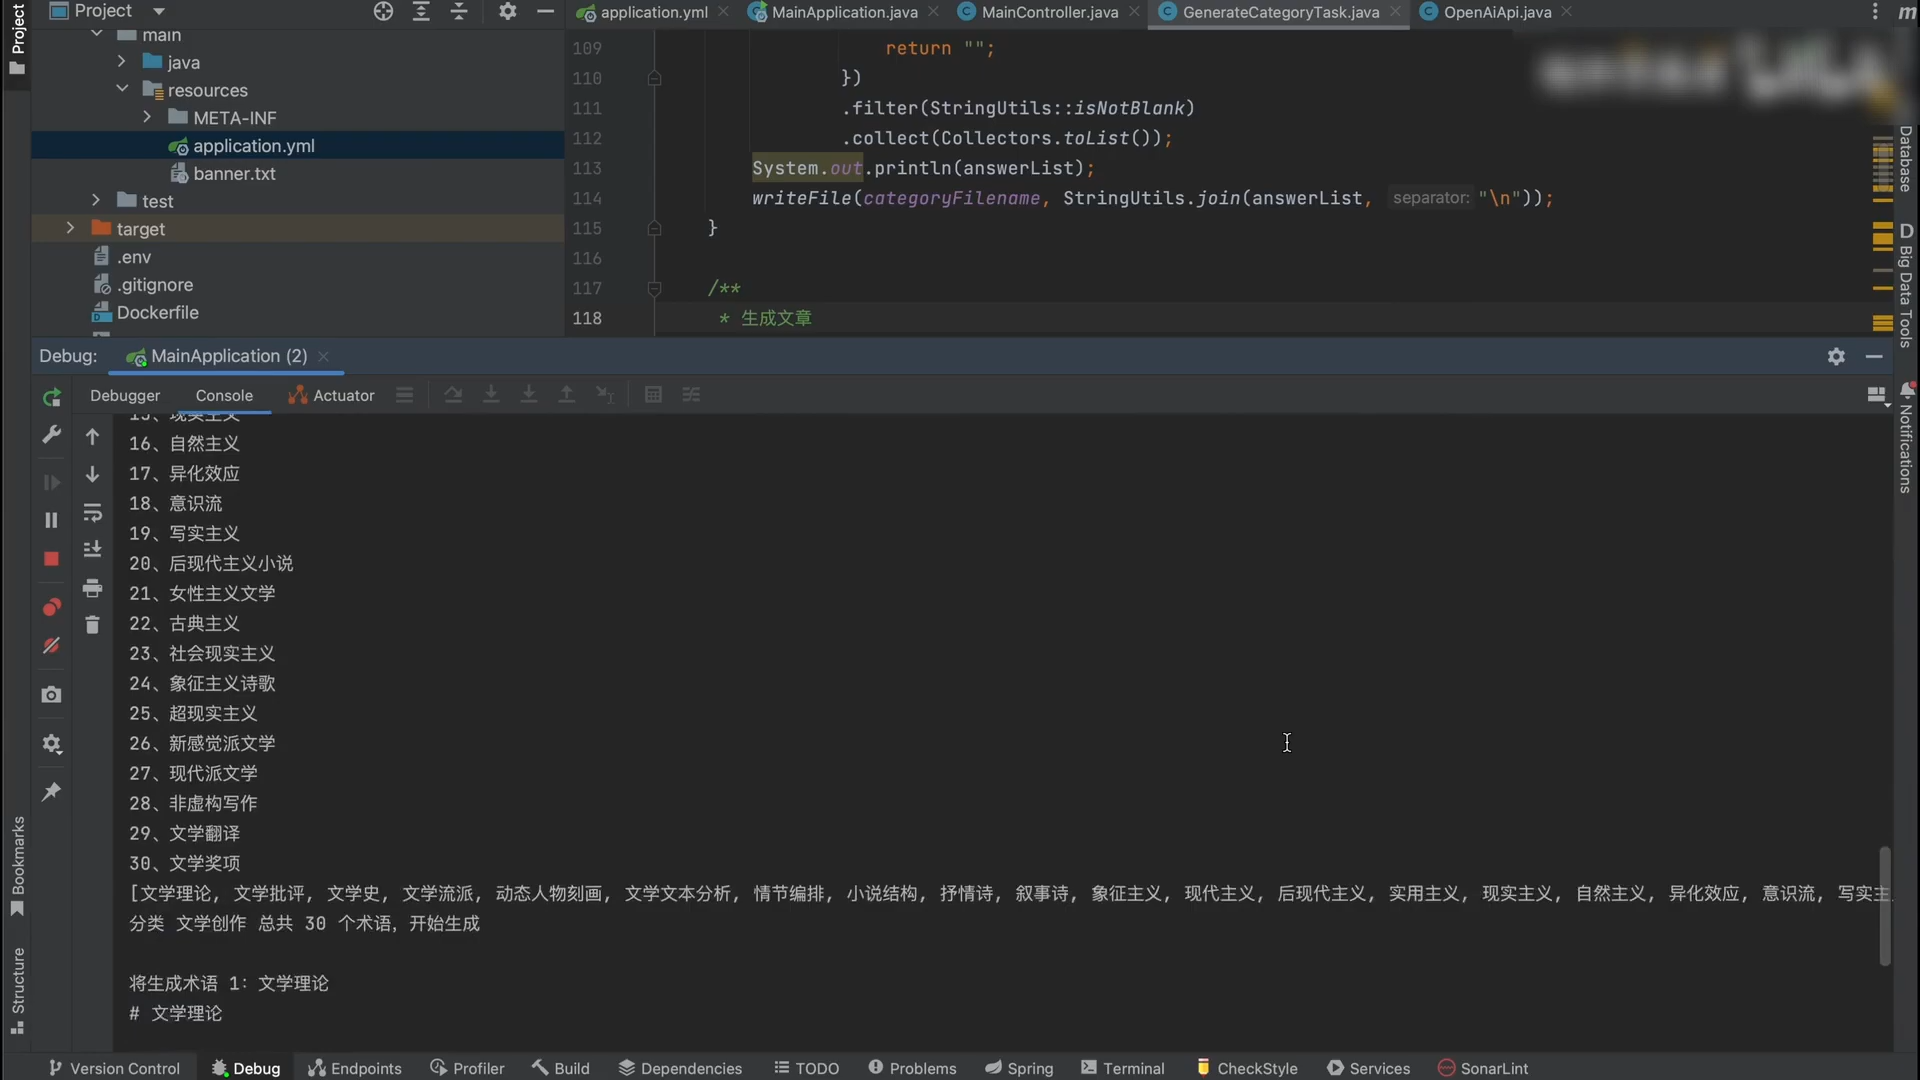 Project
application.yml
MainApplication.java
MainController.java
GenerateCategoryTask.java
OpenAiApi.java
m
Project
main
java
resources
META-INF
application.yml
banner.txt
test
target
.env
.gitignore
Dockerfile
109 return "";
110 })
111 .filter(StringUtils::isNotBlank)
112 .collect(Collectors.toList());
113 System.out.println(answerList);
114 writeFile(categoryFilename, StringUtils.join(answerList, separator: "\n"));
115 }
116
117 /**
118 * 生成文章
Database
D Big Data Tools
Notifications
Debug: MainApplication (2)
Debugger Console Actuator
15、现实主义
16、自然主义
17、异化效应
18、意识流
19、写实主义
20、后现代主义小说
21、女性主义文学
22、古典主义
23、社会现实主义
24、象征主义诗歌
25、超现实主义
26、新感觉派文学
27、现代派文学
28、非虚构写作
29、文学翻译
30、文学奖项
[文学理论, 文学批评, 文学史, 文学流派, 动态人物刻画, 文学文本分析, 情节编排, 小说结构, 抒情诗, 叙事诗, 象征主义, 现代主义, 后现代主义, 实用主义, 现实主义, 自然主义, 异化效应, 意识流, 写实主
分类 文学创作 总共 30 个术语，开始生成
将生成术语 1：文学理论
# 文学理论
Bookmarks
Structure
Version Control Debug Endpoints Profiler Build Dependencies TODO Problems Spring Terminal CheckStyle Services SonarLint